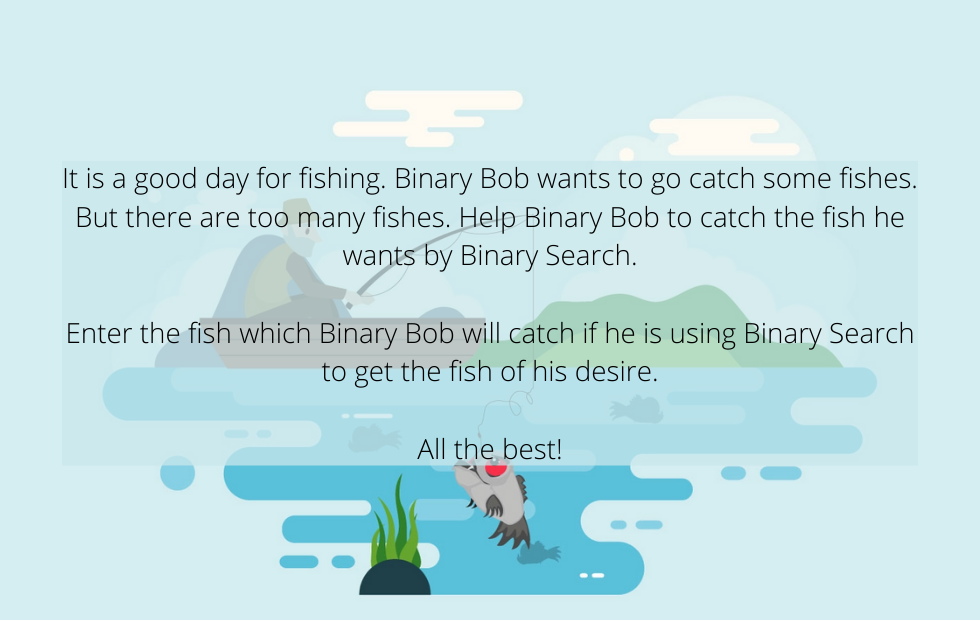 It is a good day for fishing. Binary Bob wants to go catch some fishes.
But there are too many fishes. Help Binary Bob to catch the fish he
wants by Binary Search.
Enter the fish which Binary Bob will catch if he is using Binary Search
to get the fish of his desire.
All the best!